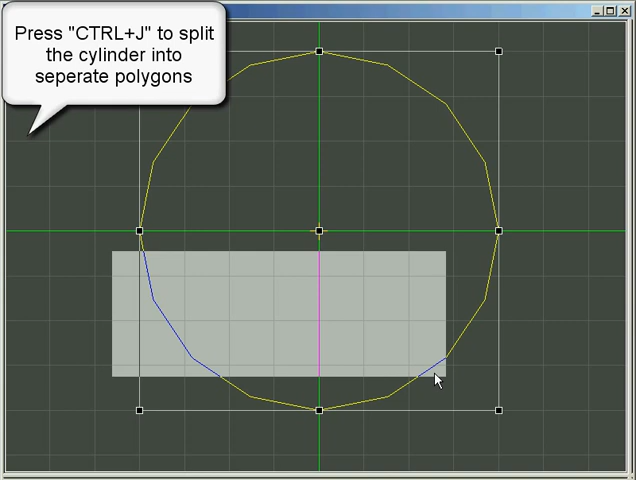 Press "CTRL+J" to split
the cylinder into
seperate polygons